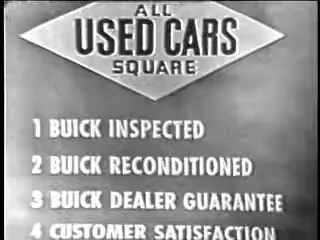 ALL
USED CARS
SQUARE
1 BUICK INSPECTED
2 BUICK RECONDITIONED
3 BUICK DEALER GUARANTEE
4 CUSTOMER SATISFACTION